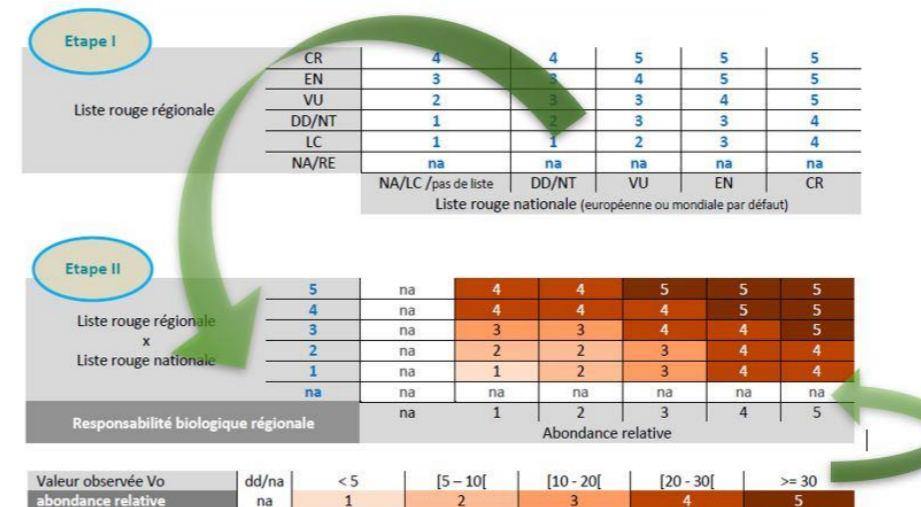 Etape I
CR 4 4 5 5 5
EN 3 3 4 5 5
Liste rouge régionale VU 2 3 3 4 5
DD/NT 1 2 3 3 4
LC 1 1 2 3 4
NA/RE na na na na na
NA/LC /pas de liste DD/NT VU EN CR
Liste rouge nationale (européenne ou mondiale par défaut)
Etape II
5 na 4 4 5 5 5
Liste rouge régionale 4 na 4 4 4 5 5
x 3 na 3 3 4 4 5
Liste rouge nationale 2 na 2 2 3 4 4
1 na 1 2 3 4 4
na na na na na na na
Responsabilité biologique régionale na 1 2 3 4 5
Abondance relative
Valeur observée Vo dd/na < 5 [5 – 10[ [10 - 20[ [20 - 30[ >= 30
abondance relative na 1 2 3 4 5